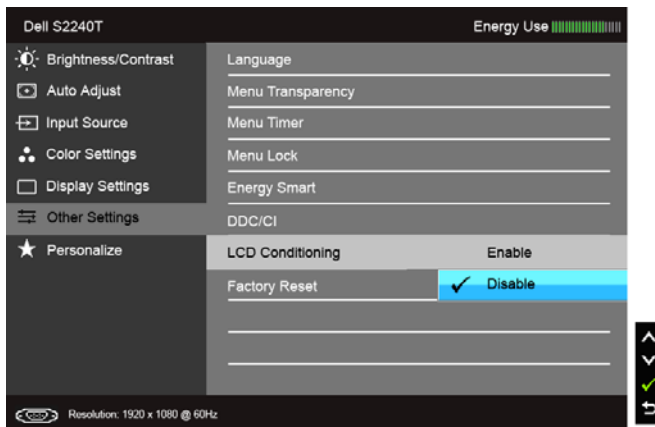 Dell S2240T
Energy Use
Brightness/Contrast
Auto Adjust
Input Source
Color Settings
Display Settings
Other Settings
Personalize
Language
Menu Transparency
Menu Timer
Menu Lock
Energy Smart
DDC/CI
LCD Conditioning
Enable
Factory Reset
Disable
Resolution: 1920 x 1080 @ 60Hz